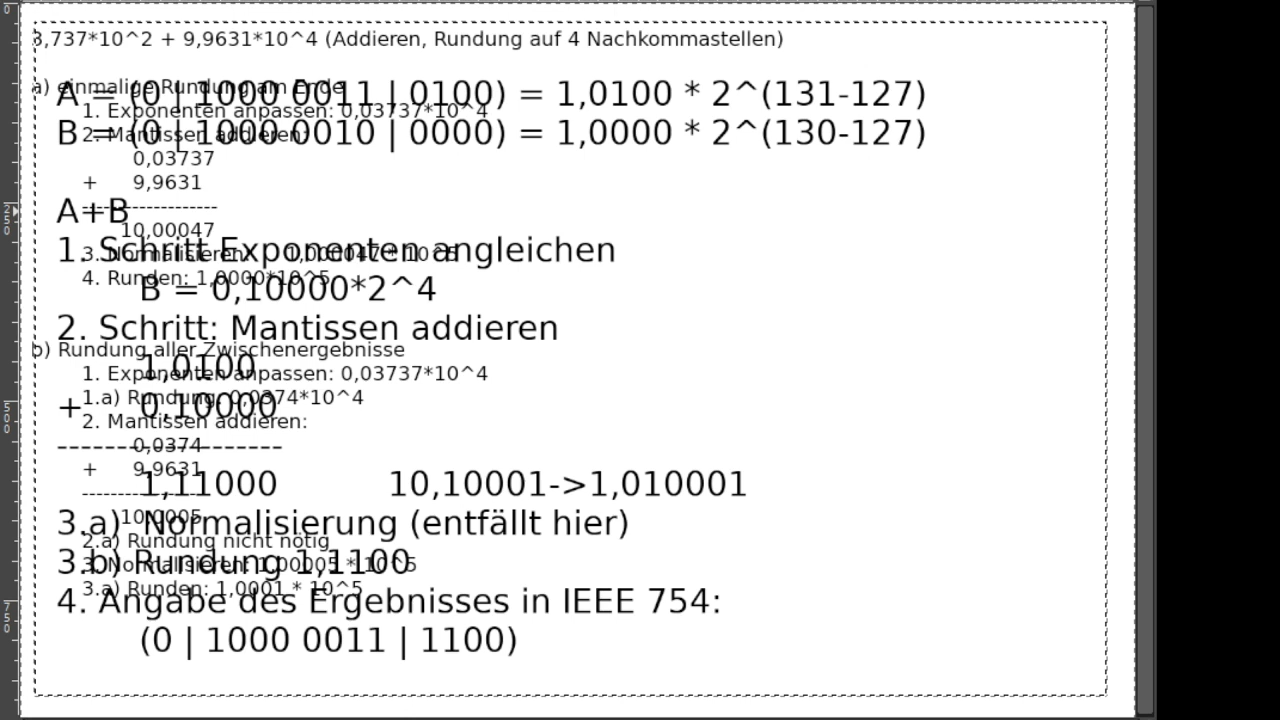 3,737*10^2 + 9,9631*10^4 (Addieren, Rundung auf 4 Nachkommastellen)
a) einmalige Rundung am Ende
1. Exponenten anpassen: 0,03737*10^4
2. Mantissen addieren:
0,03737
+ 9,9631
-------------------
10,00047
3. Normalisieren: 1,000047 * 10^5
4. Runden: 1,0000*10^5
b) Rundung aller Zwischenergebnisse
1. Exponenten anpassen: 0,03737*10^4
1.a) Rundung: 0,0374*10^4
2. Mantissen addieren:
0,0374
+ 9,9631
-----------------
10,0005
2.a) Rundung nicht nötig
3. Normalisieren: 1,00005 * 10^5
3.a) Runden: 1,0001 * 10^5
A = (0 | 1000 0011 | 0100) = 1,0100 * 2^(131-127)
B = (0 | 1000 0010 | 0000) = 1,0000 * 2^(130-127)
A+B
1. Schritt Exponenten angleichen
B = 0,10000*2^4
2. Schritt: Mantissen addieren
1,0100
+ 0,10000
-------------------
1,11000 10,10001->1,010001
3.a) Normalisierung (entfällt hier)
3.b) Rundung 1,1100
4. Angabe des Ergebnisses in IEEE 754:
(0 | 1000 0011 | 1100)
0
250
500
750